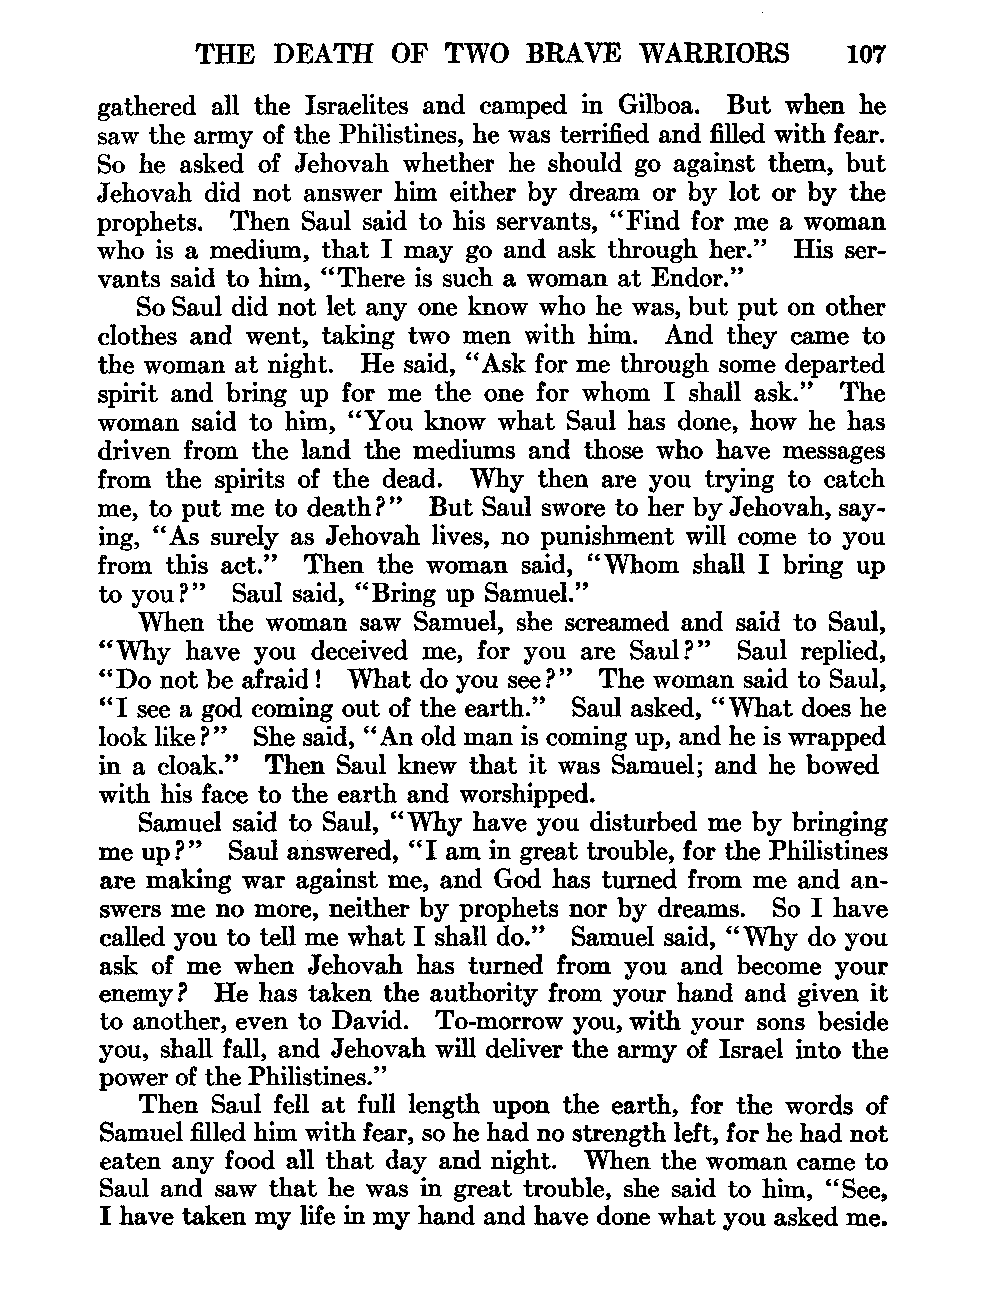 THE DEATH OF TWO BRAVE WARRIORS 107
gathered all the Israelites and camped in Gilboa. But when he
saw the army of the Philistines, he was terrified and filled with fear.
So he asked of Jehovah whether he should go against them, but
Jehovah did not answer him either by dream or by lot or by the
prophets. Then Saul said to his servants, “Find for me a woman
who is a medium, that I may go and ask through her.” His ser-
vants said to him, “There is such a woman at Endor.”
So Saul did not let any one know who he was, but put on other
clothes and went, taking two men with him. And they came to
the woman at night. He said, “Ask for me through some departed
spirit and bring up for me the one for whom I shall ask.” The
woman said to him, “You know what Saul has done, how he has
driven from the land the mediums and those who have messages
from the spirits of the dead. Why then are you trying to catch
me, to put me to death?” But Saul swore to her by Jehovah, say-
ing, “As surely as Jehovah lives, no punishment will come to you
from this act.” Then the woman said, “Whom shall I bring up
to you?” Saul said, “Bring up Samuel.”
When the woman saw Samuel, she screamed and said to Saul,
“Why have you deceived me, for you are Saul?” Saul replied,
“Do not be afraid! What do you see?” The woman said to Saul,
“I see a god coming out of the earth.” Saul asked, “What does he
look like?” She said, “An old man is coming up, and he is wrapped
in a cloak.” Then Saul knew that it was Samuel; and he bowed
with his face to the earth and worshipped.
Samuel said to Saul, “Why have you disturbed me by bringing
me up?” Saul answered, “I am in great trouble, for the Philistines
are making war against me, and God has turned from me and an-
swers me no more, neither by prophets nor by dreams. So I have
called you to tell me what I shall do.” Samuel said, “Why do you
ask of me when Jehovah has turned from you and become your
enemy? He has taken the authority from your hand and given it
to another, even to David. To-morrow you, with your sons beside
you, shall fall, and Jehovah will deliver the army of Israel into the
power of the Philistines.”
Then Saul fell at full length upon the earth, for the words of
Samuel filled him with fear, so he had no strength left, for he had not
eaten any food all that day and night. When the woman came to
Saul and saw that he was in great trouble, she said to him, “See,
I have taken my life in my hand and have done what you asked me.